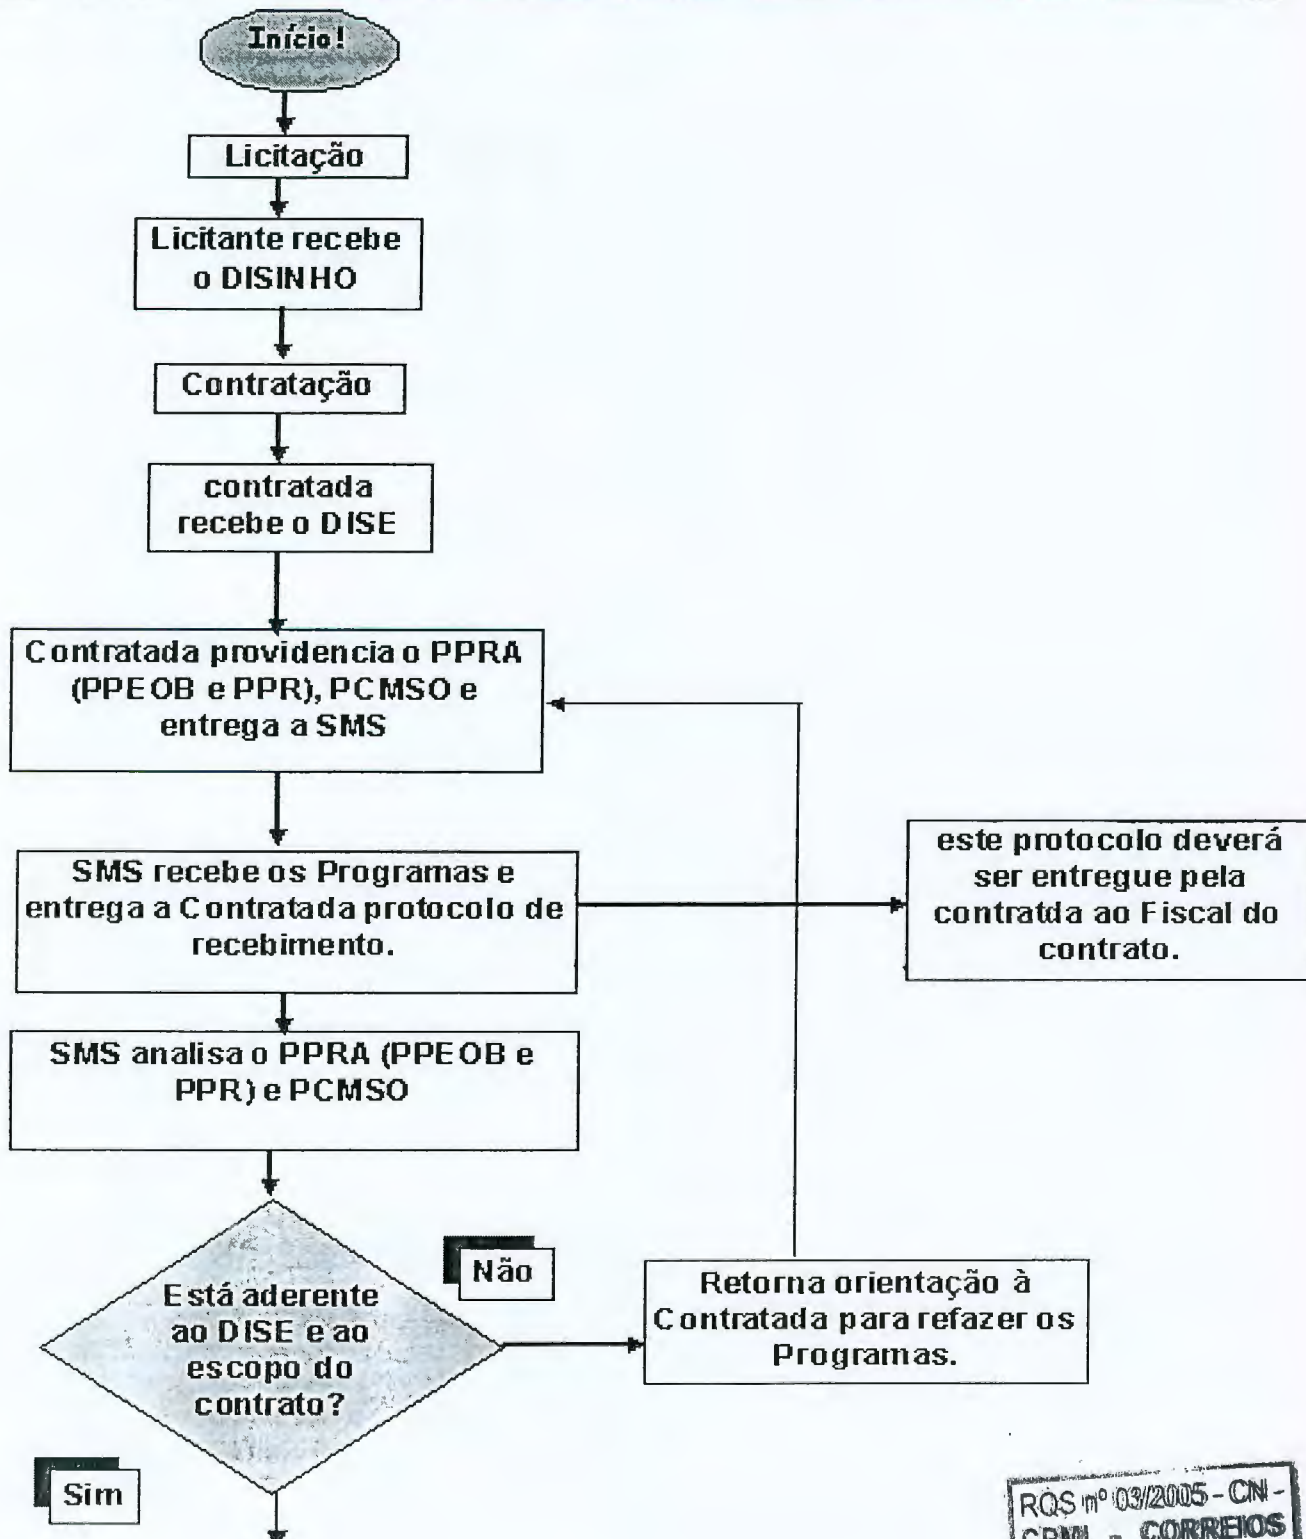 Início!
Licitação
Licitante recebe
o DISINHO
Contratação
contratada
recebe o DISE
Contratada providencia o PPRA
(PPEOB e PPR), PCMSO e
entrega a SMS
SMS recebe os Programas e
entrega a Contratada protocolo de
recebimento.
este protocolo deverá
ser entregue pela
contratda ao Fiscal do
contrato.
SMS analisa o PPRA (PPEOB e
PPR) e PCMSO
Está aderente
ao DISE e ao
escopo do
contrato?
Não
Retorna orientação à
Contratada para refazer os
Programas.
Sim
RQS nº 03/2005 - CN -
CPMI - CORREIOS